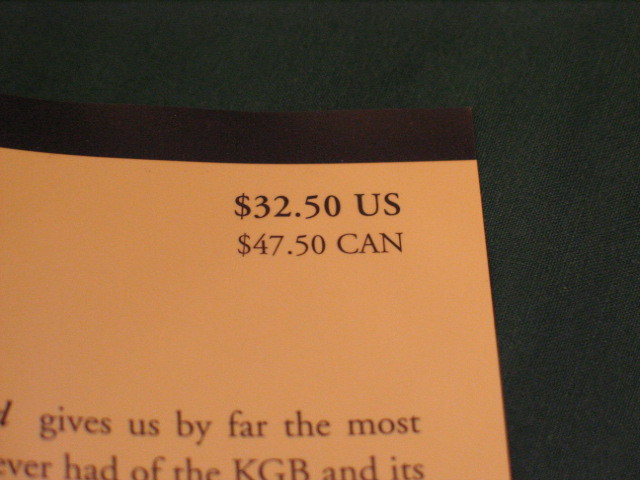 $32.50 US
$47.50 CAN
gives us by far the most
ever had of the KGB and its